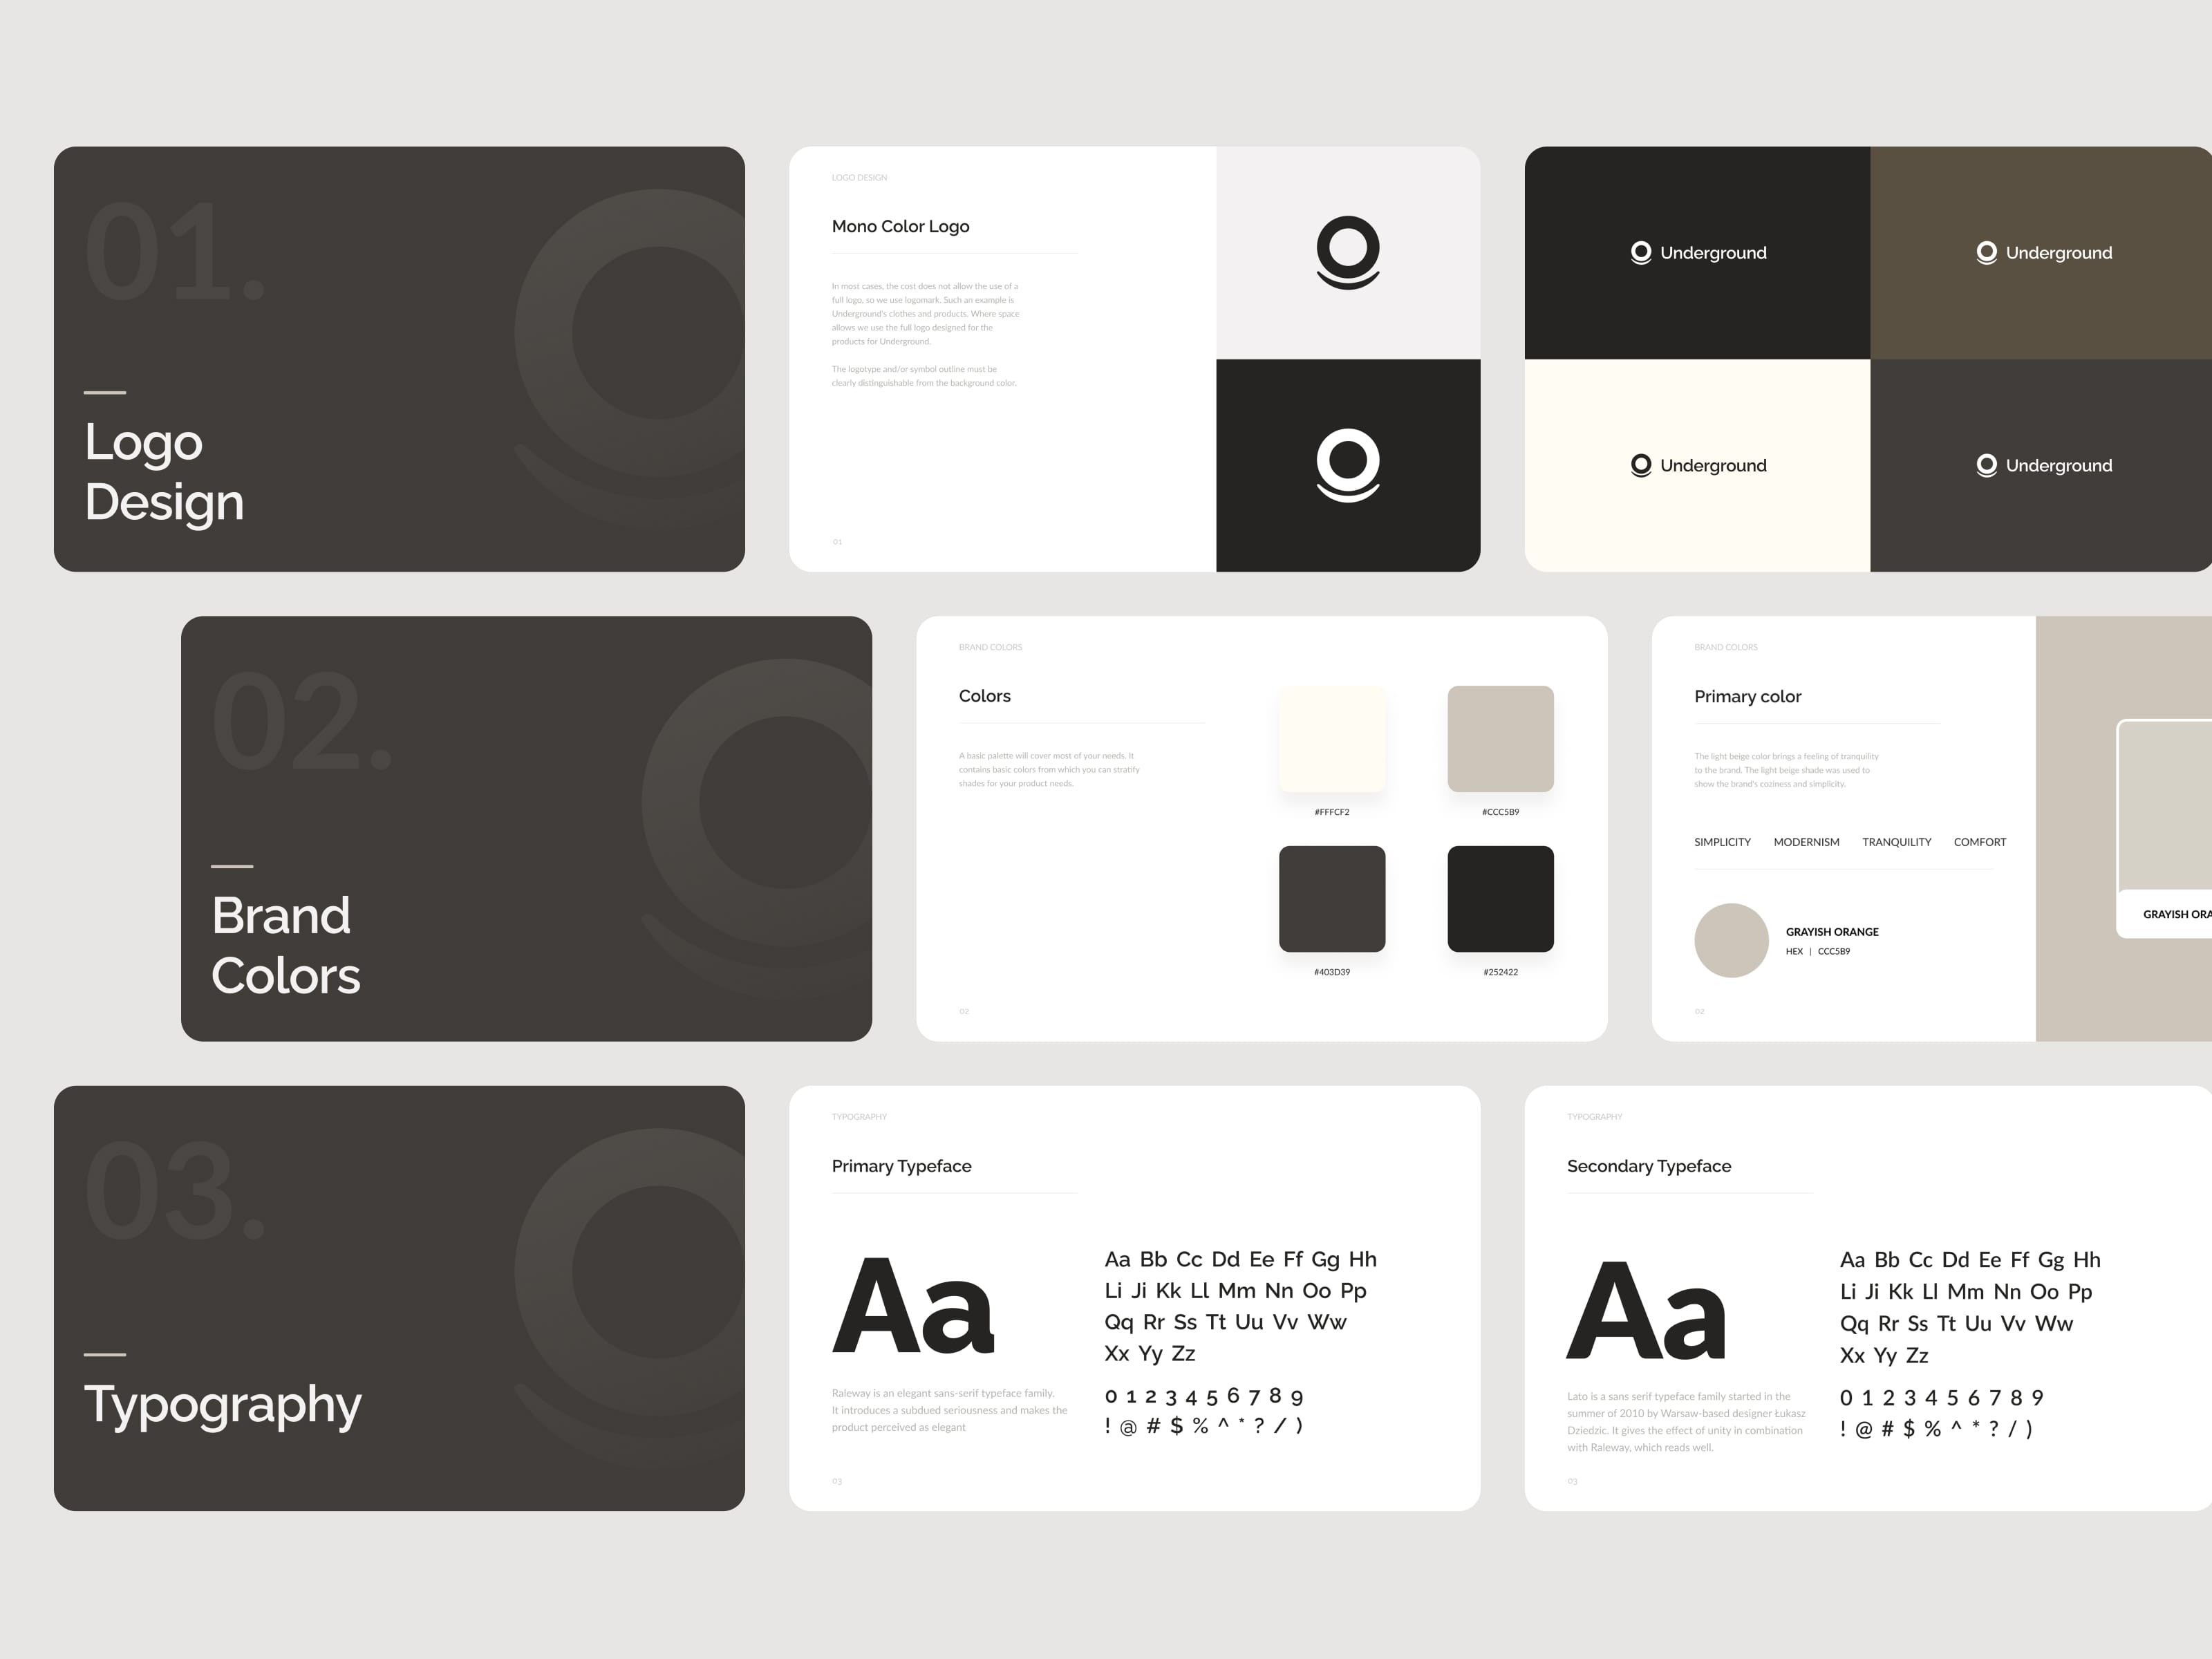 01.
Logo
Design
LOGO DESIGN
Mono Color Logo
In most cases, the cost does not allow the use of a
full logo, so we use logomark. Such an example is
Underground's clothes and products. Where space
allows we use the full logo designed for the
products for Underground.
The logotype and/or symbol outline must be
clearly distinguishable from the background color.
01
Underground
Underground
Underground
Underground
02.
Brand
Colors
BRAND COLORS
Colors
A basic palette will cover most of your needs. It
contains basic colors from which you can stratify
shades for your product needs.
#FFFCF2
#CCC5B9
#403D39
#252422
02
BRAND COLORS
Primary color
The light beige color brings a feeling of tranquility
to the brand. The light beige shade was used to
show the brand's coziness and simplicity.
SIMPLICITY MODERNISM TRANQUILITY COMFORT
GRAYISH ORANGE
HEX | CCC5B9
02
GRAYISH ORA
03.
Typography
TYPOGRAPHY
Primary Typeface
Aa
Raleway is an elegant sans-serif typeface family.
It introduces a subdued seriousness and makes the
product perceived as elegant
Aa Bb Cc Dd Ee Ff Gg Hh
Li Ji Kk Ll Mm Nn Oo Pp
Qq Rr Ss Tt Uu Vv Ww
Xx Yy Zz
0 1 2 3 4 5 6 7 8 9
! @ # $ % ^ * ? / )
03
TYPOGRAPHY
Secondary Typeface
Aa
Lato is a sans serif typeface family started in the
summer of 2010 by Warsaw-based designer Łukasz
Dziedzic. It gives the effect of unity in combination
with Raleway, which reads well.
Aa Bb Cc Dd Ee Ff Gg Hh
Li Ji Kk Ll Mm Nn Oo Pp
Qq Rr Ss Tt Uu Vv Ww
Xx Yy Zz
0 1 2 3 4 5 6 7 8 9
! @ # $ % ^ * ? / )
03